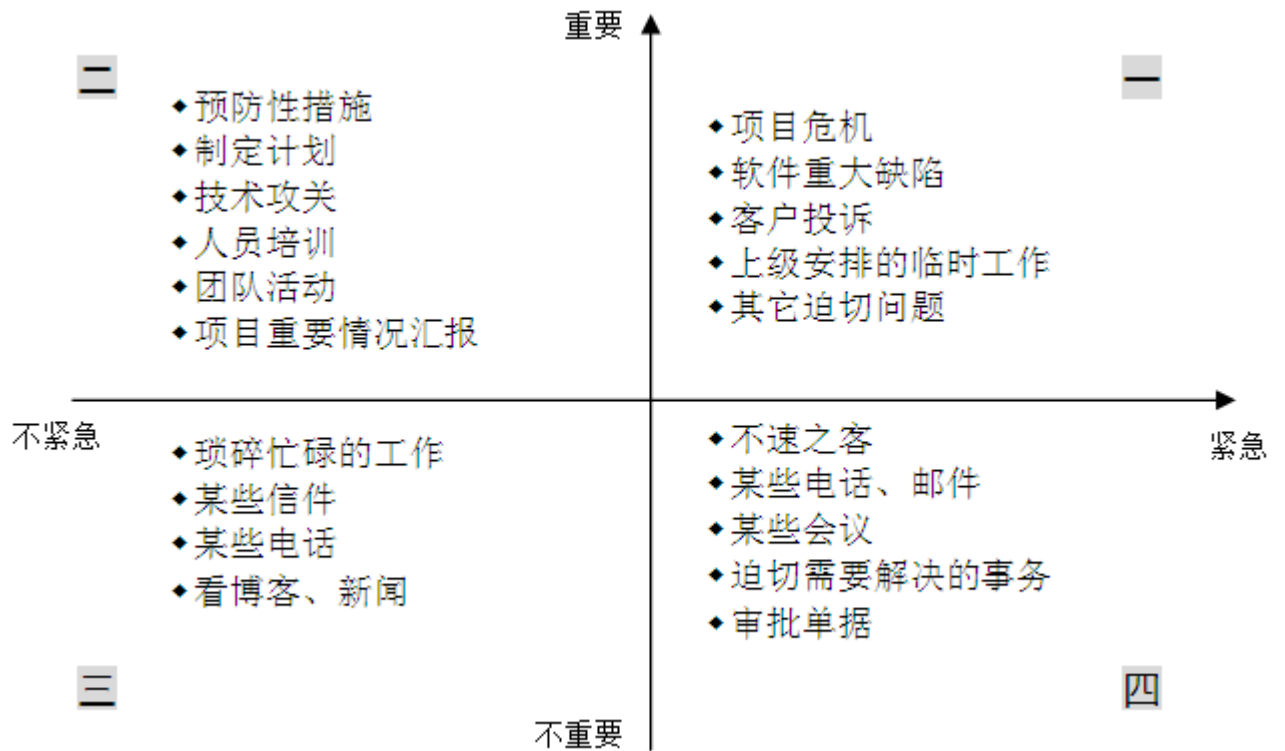 重要
二
◆预防性措施
◆制定计划
◆技术攻关
◆人员培训
◆团队活动
◆项目重要情况汇报
一
◆项目危机
◆软件重大缺陷
◆客户投诉
◆上级安排的临时工作
◆其它迫切问题
不紧急
紧急
◆琐碎忙碌的工作
◆某些信件
◆某些电话
◆看博客、新闻
三
◆不速之客
◆某些电话、邮件
◆某些会议
◆迫切需要解决的事务
◆审批单据
四
不重要